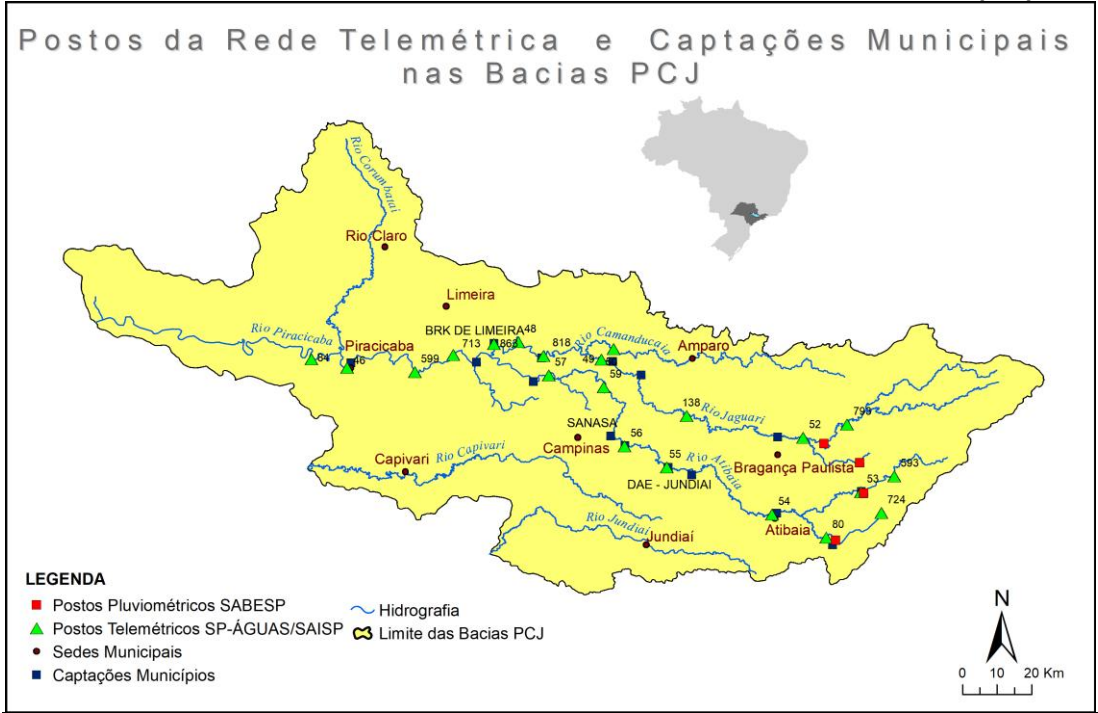 Postos da Rede Telemétrica e Captações Municipais
nas Bacias PCJ
Rio Corumbataí
Rio Claro
Limeira
BRK DE LIMEIRA
48
Rio Piracicaba
Piracicaba
713
863
818
Rio Camanducaia
Amparo
84
46
599
57
49
59
138
Rio Jaguari
52
799
SANASA
Campinas
56
Capivari
Rio Capivari
55
Rio Atibaia
Bragança Paulista
DAE - JUNDIAI
53
593
724
54
Atibaia
80
Rio Jundiaí
Jundiaí
LEGENDA
Postos Pluviométricos SABESP
Postos Telemétricos SP-ÁGUAS/SAISP
Sedes Municipais
Captações Municípios
Hidrografia
Limite das Bacias PCJ
N
0 10 20 Km